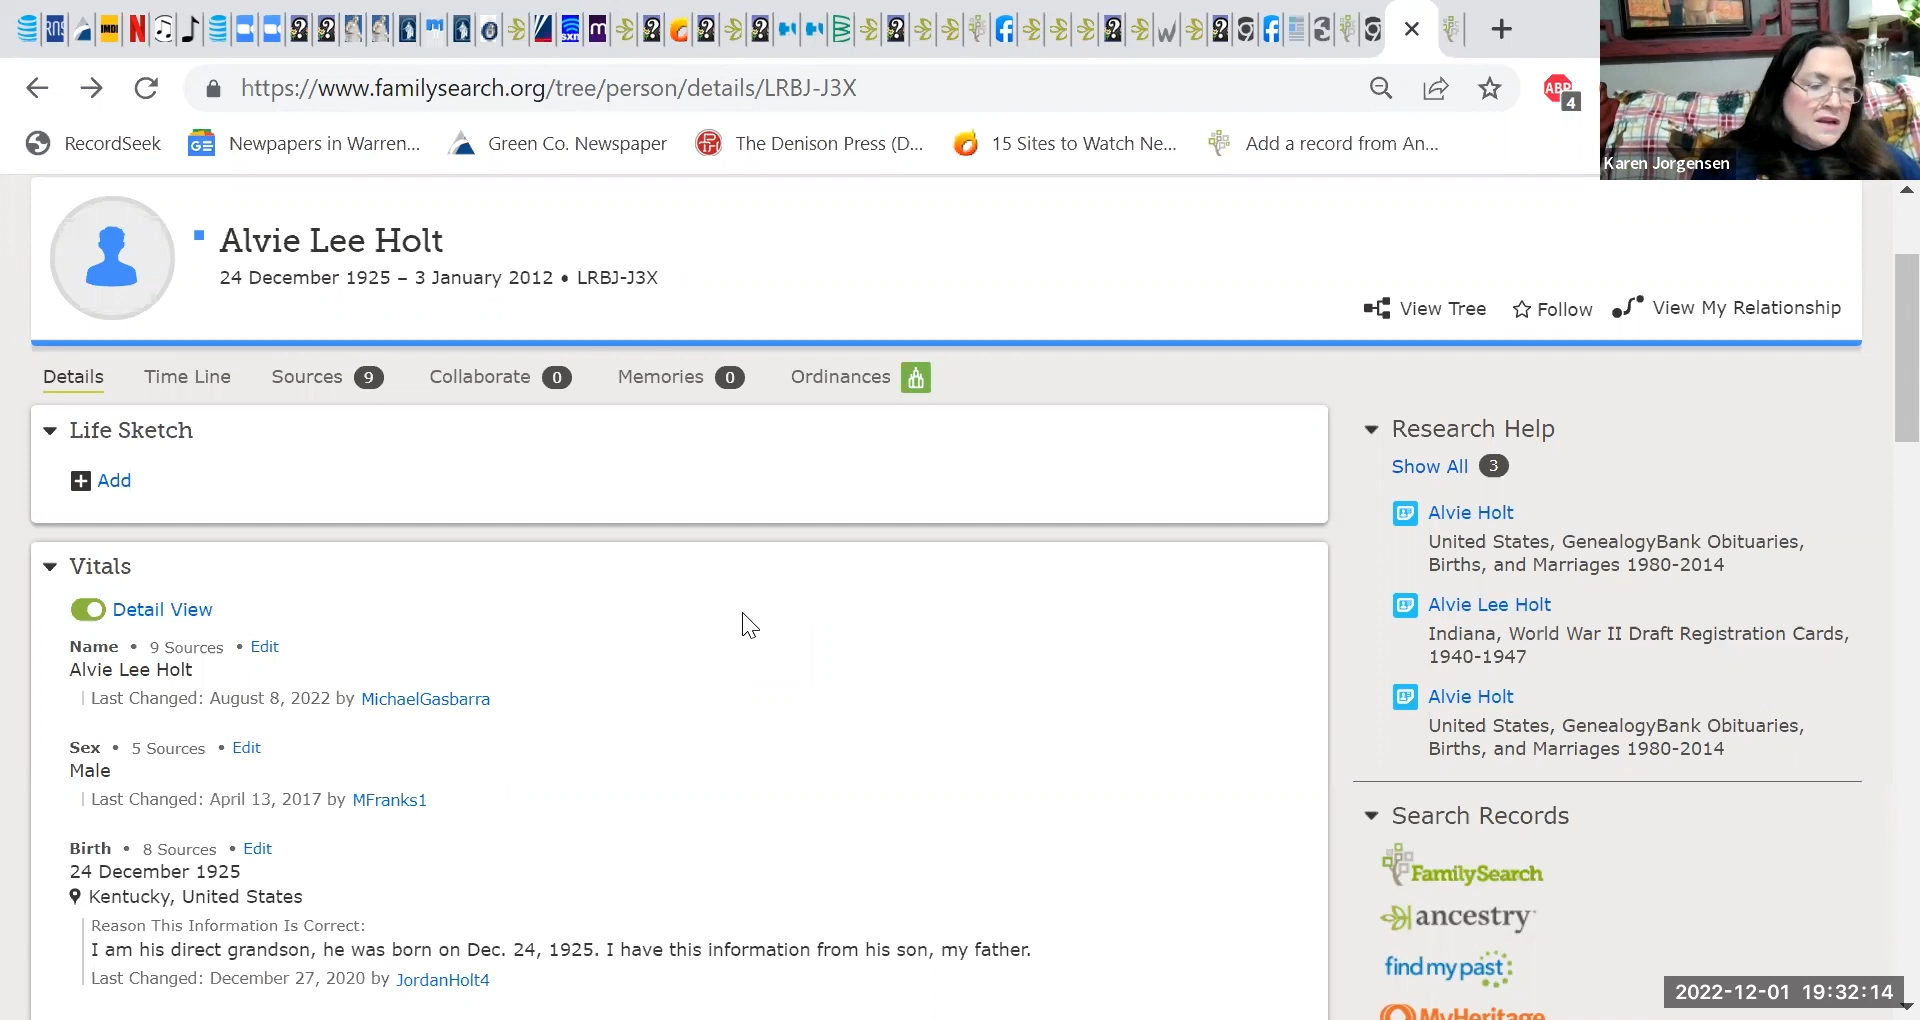 https://www.familysearch.org/tree/person/details/LRBJ-J3X
ABP
4
RecordSeek
Newpapers in Warren...
Green Co. Newspaper
The Denison Press (D...
15 Sites to Watch Ne...
Add a record from An...
Karen Jorgensen
Alvie Lee Holt
24 December 1925 – 3 January 2012 • LRBJ-J3X
View Tree
Follow
View My Relationship
Details
Time Line
Sources 9
Collaborate 0
Memories 0
Ordinances
Life Sketch
Add
Vitals
Detail View
Name • 9 Sources • Edit
Alvie Lee Holt
Last Changed: August 8, 2022 by MichaelGasbarra
Sex • 5 Sources • Edit
Male
Last Changed: April 13, 2017 by MFranks1
Birth • 8 Sources • Edit
24 December 1925
Kentucky, United States
Reason This Information Is Correct:
I am his direct grandson, he was born on Dec. 24, 1925. I have this information from his son, my father.
Last Changed: December 27, 2020 by JordanHolt4
Research Help
Show All 3
Alvie Holt
United States, GenealogyBank Obituaries,
Births, and Marriages 1980-2014
Alvie Lee Holt
Indiana, World War II Draft Registration Cards,
1940-1947
Alvie Holt
United States, GenealogyBank Obituaries,
Births, and Marriages 1980-2014
Search Records
FamilySearch
ancestry
findmypast
MyHeritage
2022-12-01 19:32:14